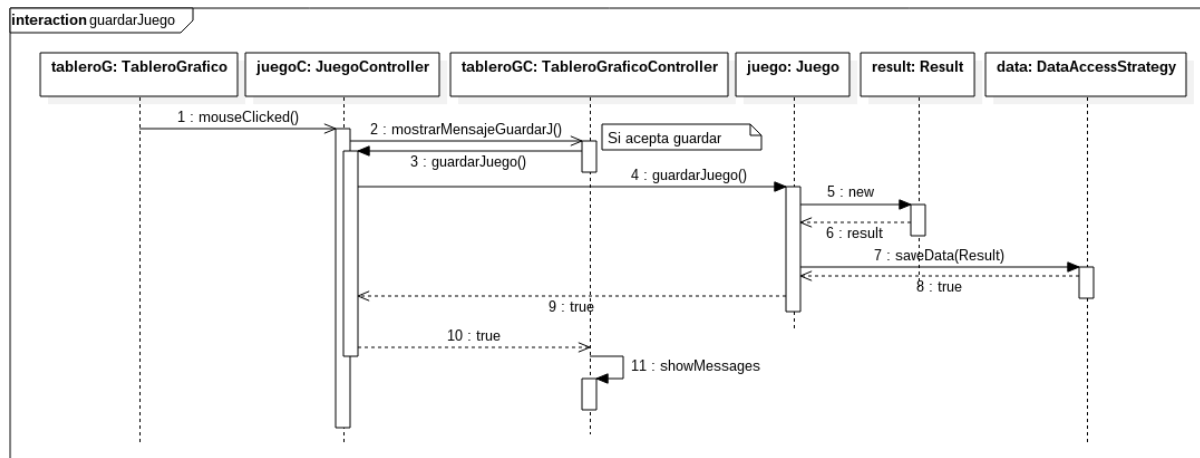 interaction guardarJuego
tableroG: TableroGrafico
juegoC: JuegoController
tableroGC: TableroGraficoController
juego: Juego
result: Result
data: DataAccessStrategy
1 : mouseClicked()
2 : mostrarMensajeGuardarJ()
Si acepta guardar
3 : guardarJuego()
4 : guardarJuego()
5 : new
6 : result
7 : saveData(Result)
8 : true
9 : true
10 : true
11 : showMessages